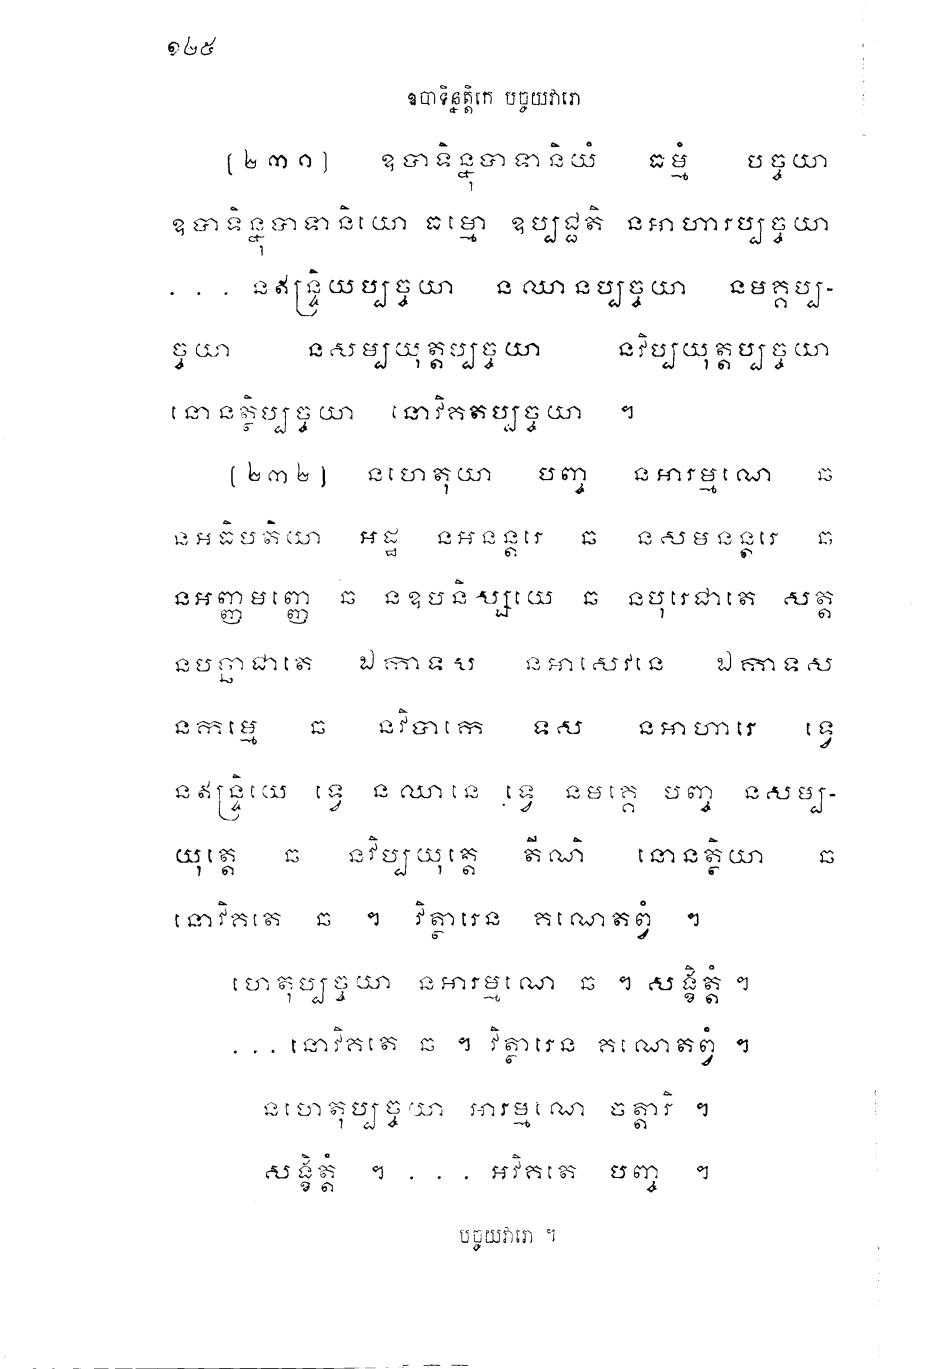 ១២៥
ឧបាទិន្នត្តិកេ បច្ចយវារោ
[២៣១] ឧបាទិន្នុបាទានិយំ ធម្មំ បច្ចយា
ឧបាទិន្នុបាទានិយោ ធម្មោ ឧប្បជ្ជតិ នអាហារប្បច្ចយា
... នឥន្ទ្រិយប្បច្ចយា នឈានប្បច្ចយា នមគ្គប្ប-
ច្ចយា នសម្បយុត្តប្បច្ចយា នវិប្បយុត្តប្បច្ចយា
នោនត្ថិប្បច្ចយា នោវិគតប្បច្ចយា ។
[២៣២] នហេតុយា បញ្ច នអារម្មណេ ឆ
នអធិបតិយា អដ្ឋ នអនន្តរេ ឆ នសមនន្តរេ ឆ
នអញ្ញមញ្ញេ ឆ នឧបនិស្សយេ ឆ នបុរេជាតេ សត្ត
នបច្ឆាជាតេ ឯកាទស នអាសេវនេ ឯកាទស
នកម្មេ ឆ នវិបាកេ ទស នអាហារេ ទ្វេ
នឥន្ទ្រិយេ ទ្វេ នឈានេ ទ្វេ នមគ្គេ បញ្ច នសម្ប-
យុត្តេ ឆ នវិប្បយុត្តេ តីណិ នោនត្ថិយា ឆ
នោវិគតេ ឆ ។ វិត្ថារេន គណេតព្វំ ។
ហេតុប្បច្ចយា នអារម្មណេ ឆ ។ សង្ខិត្តំ ។
... នោវិគតេ ឆ ។ វិត្ថារេន គណេតព្វំ ។
នហេតុប្បច្ចយា អារម្មណេ ចត្តារិ ។
សង្ខិត្តំ ។ ... អវិគតេ បញ្ច ។
បច្ចយវារោ ។